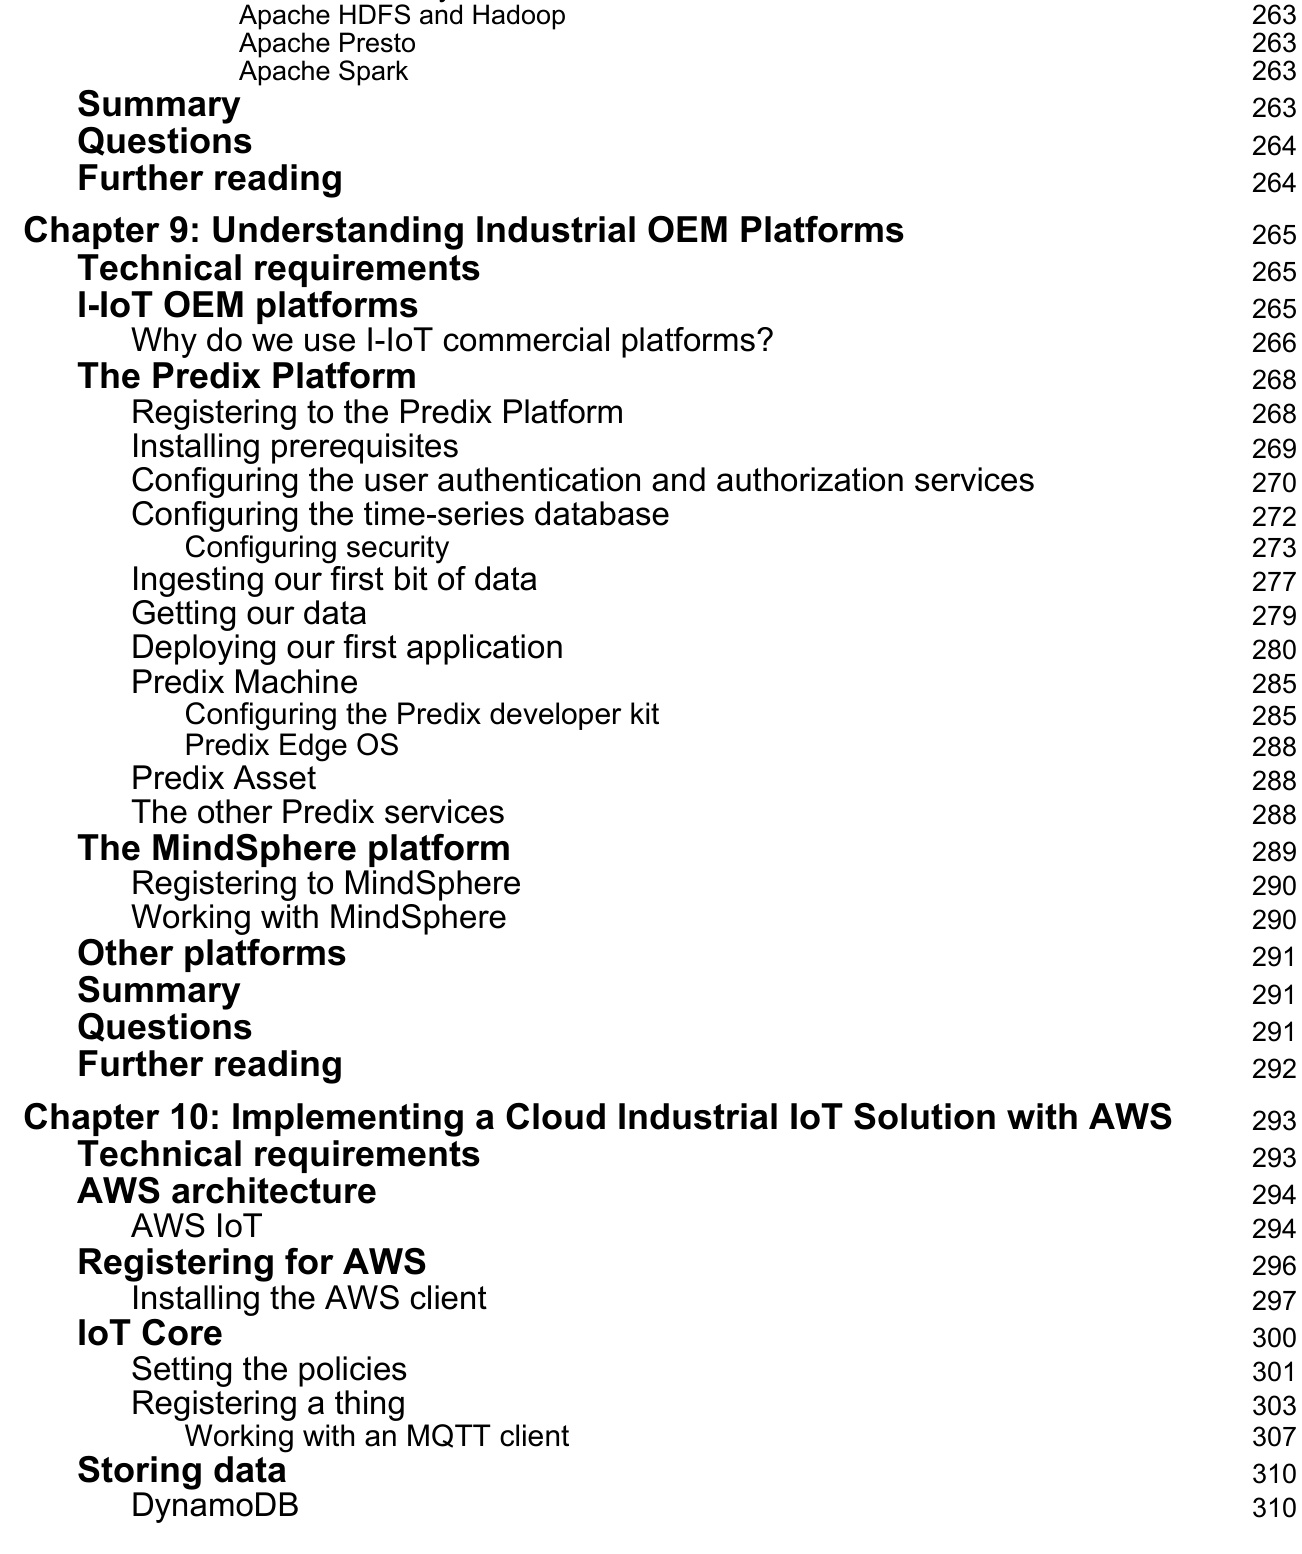 Apache HDFS and Hadoop 263
Apache Presto 263
Apache Spark 263
Summary 263
Questions 264
Further reading 264
Chapter 9: Understanding Industrial OEM Platforms 265
Technical requirements 265
I-IoT OEM platforms 265
Why do we use I-IoT commercial platforms? 266
The Predix Platform 268
Registering to the Predix Platform 268
Installing prerequisites 269
Configuring the user authentication and authorization services 270
Configuring the time-series database 272
Configuring security 273
Ingesting our first bit of data 277
Getting our data 279
Deploying our first application 280
Predix Machine 285
Configuring the Predix developer kit 285
Predix Edge OS 288
Predix Asset 288
The other Predix services 288
The MindSphere platform 289
Registering to MindSphere 290
Working with MindSphere 290
Other platforms 291
Summary 291
Questions 291
Further reading 292
Chapter 10: Implementing a Cloud Industrial IoT Solution with AWS 293
Technical requirements 293
AWS architecture 294
AWS IoT 294
Registering for AWS 296
Installing the AWS client 297
IoT Core 300
Setting the policies 301
Registering a thing 303
Working with an MQTT client 307
Storing data 310
DynamoDB 310